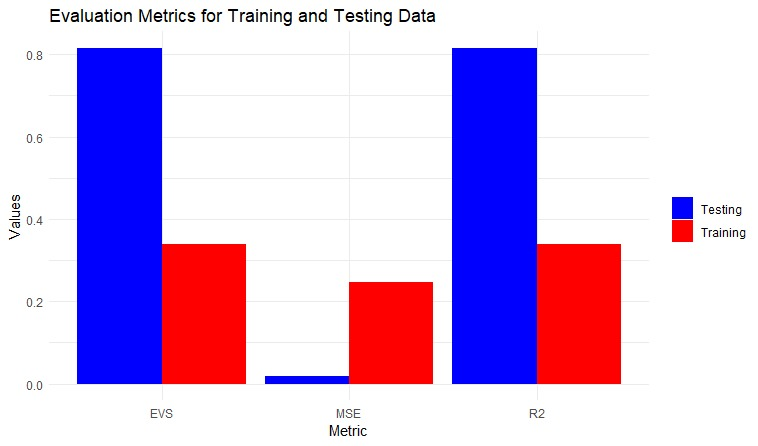 Evaluation Metrics for Training and Testing Data
Values
0.8
0.6
0.4
0.2
0.0
EVS MSE R2
Metric
Testing
Training